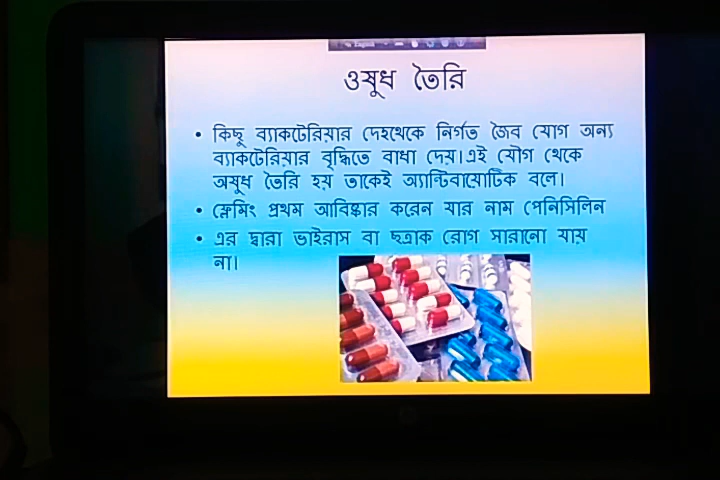 ওষুধ তৈরি
• কিছু ব্যাকটেরিয়ার দেহথেকে নির্গত জৈব যোগ অন্য
ব্যাকটেরিয়ার বৃদ্ধিতে বাধা দেয়।এই যৌগ থেকে
অষুধ তৈরি হয় তাকেই অ্যান্টিবায়োটিক বলে।
• ফ্লেমিং প্রথম আবিষ্কার করেন যার নাম পেনিসিলিন
• এর দ্বারা ভাইরাস বা ছত্রাক রোগ সারানো যায়
না।